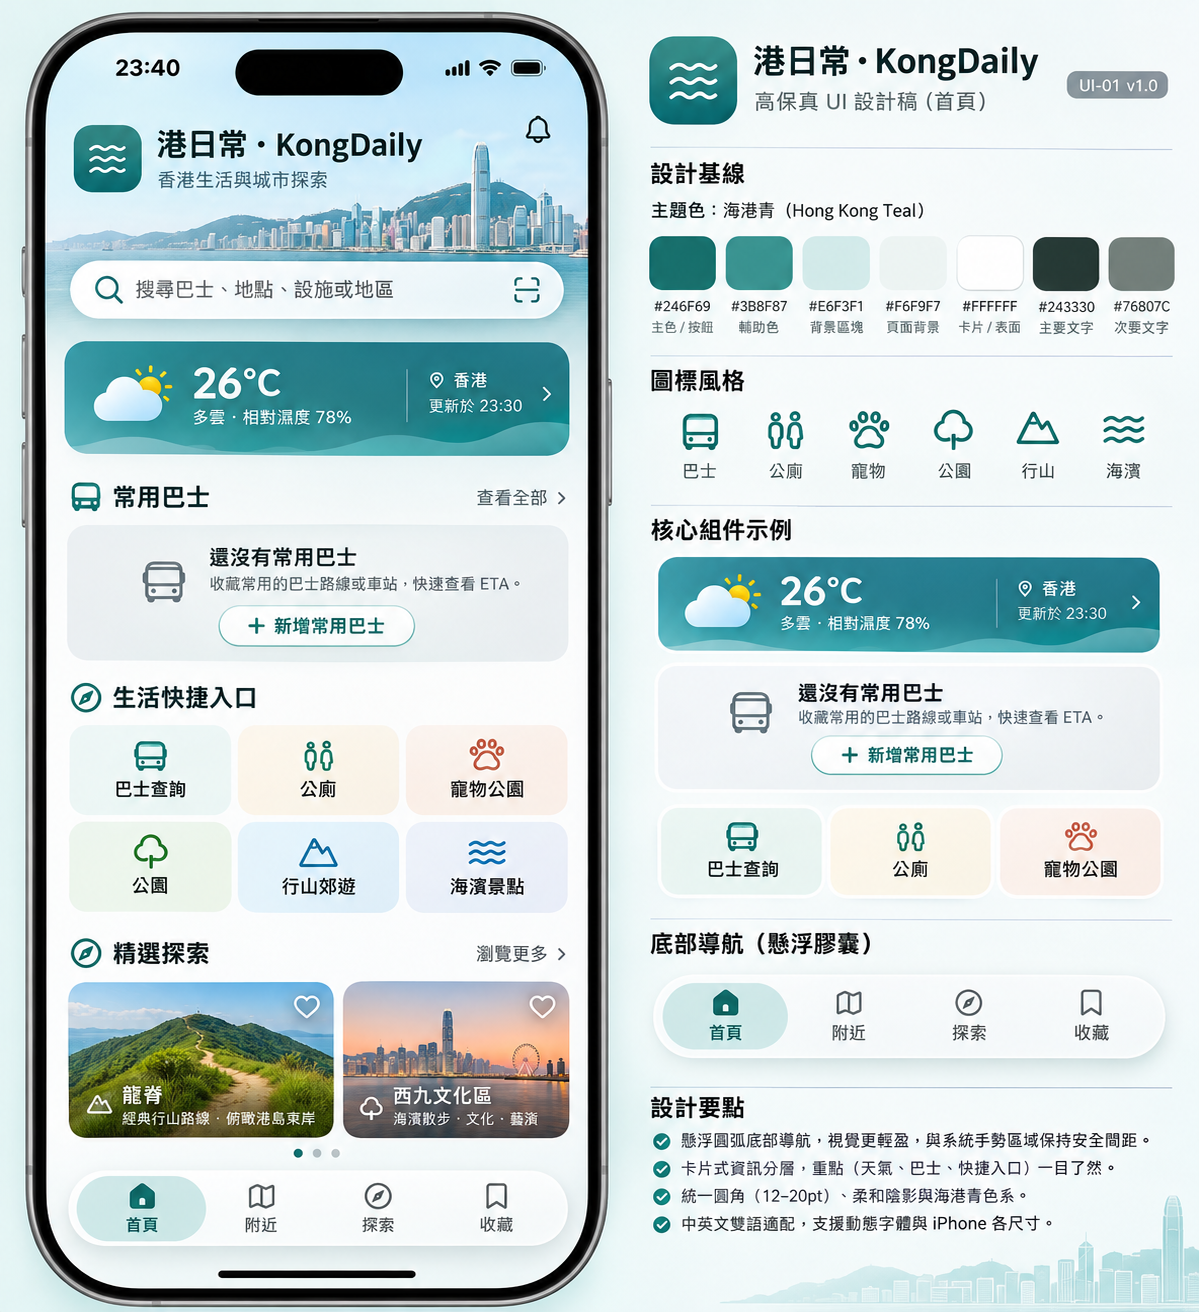 23:40
港日常・KongDaily
香港生活與城市探索
搜尋巴士、地點、設施或地區
26°C
多雲・相對濕度 78%
香港
更新於 23:30
常用巴士
查看全部
還沒有常用巴士
收藏常用的巴士路線或車站，快速查看 ETA。
+ 新增常用巴士
生活快捷入口
巴士查詢
公廁
寵物公園
公園
行山郊遊
海濱景點
精選探索
瀏覽更多
龍脊
經典行山路線・俯瞰港島東岸
西九文化區
海濱散步・文化・藝濱
首頁
附近
探索
收藏
港日常・KongDaily
高保真 UI 設計稿（首頁）
UI-01 v1.0
設計基線
主題色：海港青（Hong Kong Teal）
#246F69
#3B8F87
#E6F3F1
#F6F9F7
#FFFFFF
#243330
#76807C
主色 / 按鈕
輔助色
背景區塊
頁面背景
卡片 / 表面
主要文字
次要文字
圖標風格
巴士
公廁
寵物
公園
行山
海濱
核心組件示例
26°C
多雲・相對濕度 78%
香港
更新於 23:30
還沒有常用巴士
收藏常用的巴士路線或車站，快速查看 ETA。
+ 新增常用巴士
巴士查詢
公廁
寵物公園
底部導航（懸浮膠囊）
首頁
附近
探索
收藏
設計要點
懸浮圓弧底部導航，視覺更輕盈，與系統手勢區域保持安全間距。
卡片式資訊分層，重點（天氣、巴士、快捷入口）一目了然。
統一圓角（12–20pt）、柔和陰影與海港青色系。
中英文雙語適配，支援動態字體與 iPhone 各尺寸。